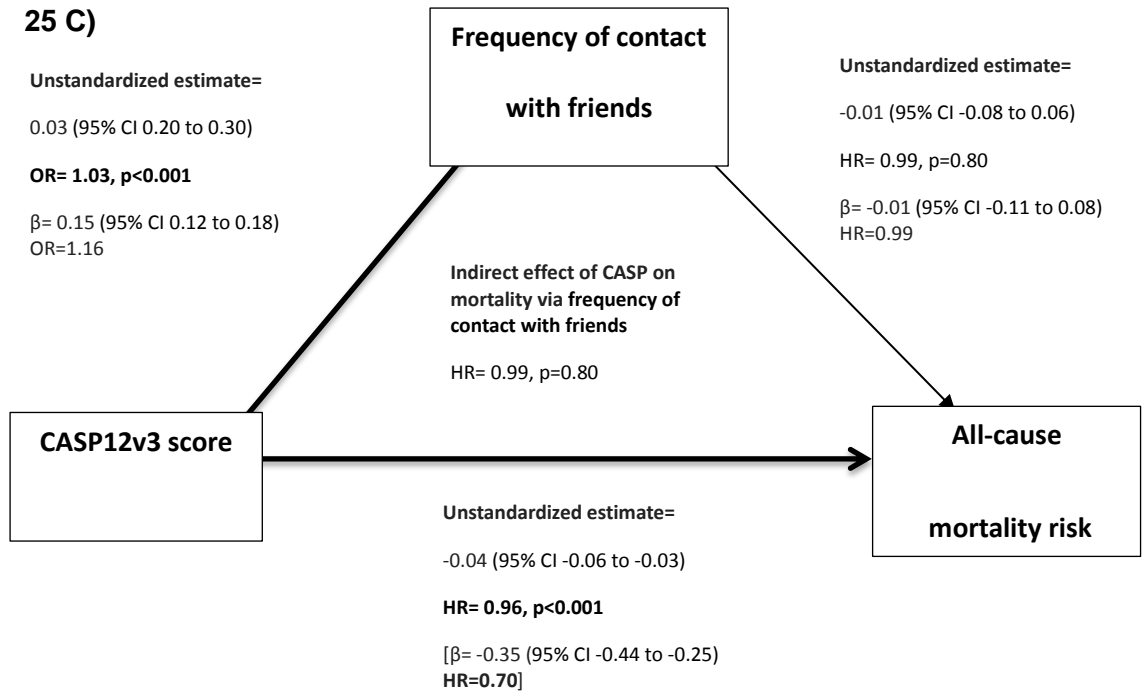 25 C)
Frequency of contact
with friends
Unstandardized estimate=
0.03 (95% CI 0.20 to 0.30)
OR= 1.03, p<0.001
β= 0.15 (95% CI 0.12 to 0.18)
OR=1.16
Unstandardized estimate=
-0.01 (95% CI -0.08 to 0.06)
HR= 0.99, p=0.80
β= -0.01 (95% CI -0.11 to 0.08)
HR=0.99
Indirect effect of CASP on
mortality via frequency of
contact with friends
HR= 0.99, p=0.80
CASP12v3 score
All-cause
mortality risk
Unstandardized estimate=
-0.04 (95% CI -0.06 to -0.03)
HR= 0.96, p<0.001
[β= -0.35 (95% CI -0.44 to -0.25)
HR=0.70]